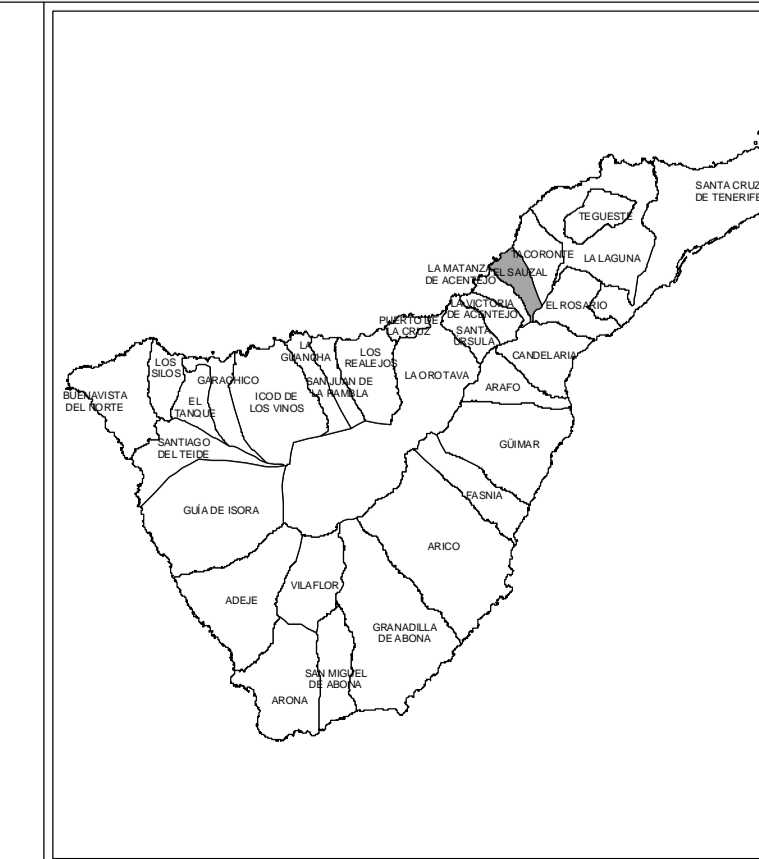 SANTA CRUZ
DE TENERIFE
TEGUESTE
TACORONTE
LA LAGUNA
LA MATANZA
DE ACENTEJO
EL SAUZAL
LA VICTORIA
DE ACENTEJO
EL ROSARIO
PUERTO DE
LA CRUZ
SANTA
URSULA
CANDELARIA
LA
GUANCHA
LOS
REALEJOS
LOS
SILOS
GARACHICO
SAN JUAN DE
LA RAMBLA
LA OROTAVA
ARAFO
BUENAVISTA
DEL NORTE
EL
TANQUE
ICOD DE
LOS VINOS
SANTIAGO
DEL TEIDE
GÜIMAR
FASNIA
GUÍA DE ISORA
ARICO
VILAFLOR
ADEJE
GRANADILLA
DE ABONA
SAN MIGUEL
DE ABONA
ARONA